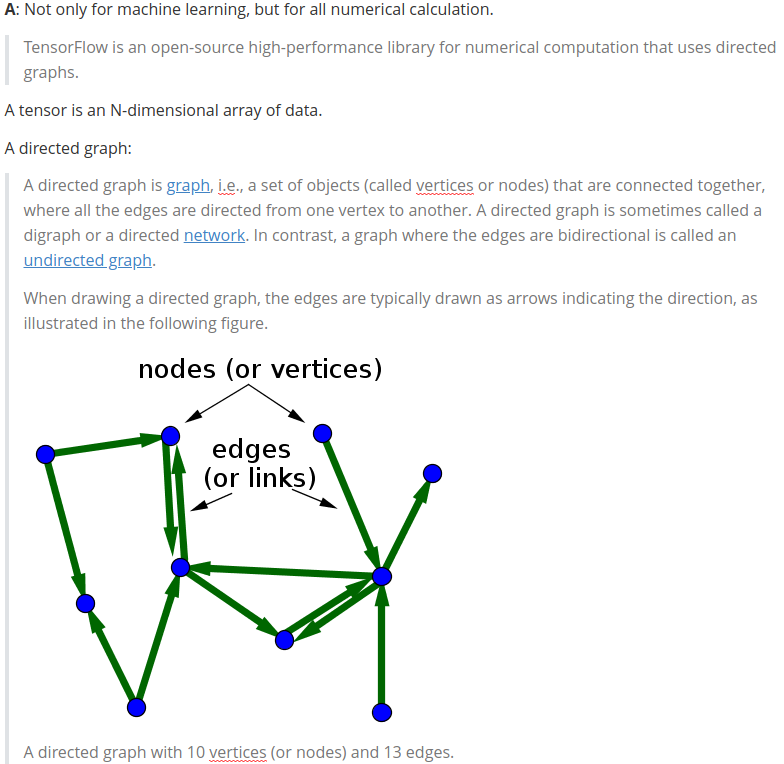 A: Not only for machine learning, but for all numerical calculation.
TensorFlow is an open-source high-performance library for numerical computation that uses directed
graphs.
A tensor is an N-dimensional array of data.
A directed graph:
A directed graph is graph, i.e., a set of objects (called vertices or nodes) that are connected together,
where all the edges are directed from one vertex to another. A directed graph is sometimes called a
digraph or a directed network. In contrast, a graph where the edges are bidirectional is called an
undirected graph.
When drawing a directed graph, the edges are typically drawn as arrows indicating the direction, as
illustrated in the following figure.
nodes (or vertices)
edges
(or links)
A directed graph with 10 vertices (or nodes) and 13 edges.